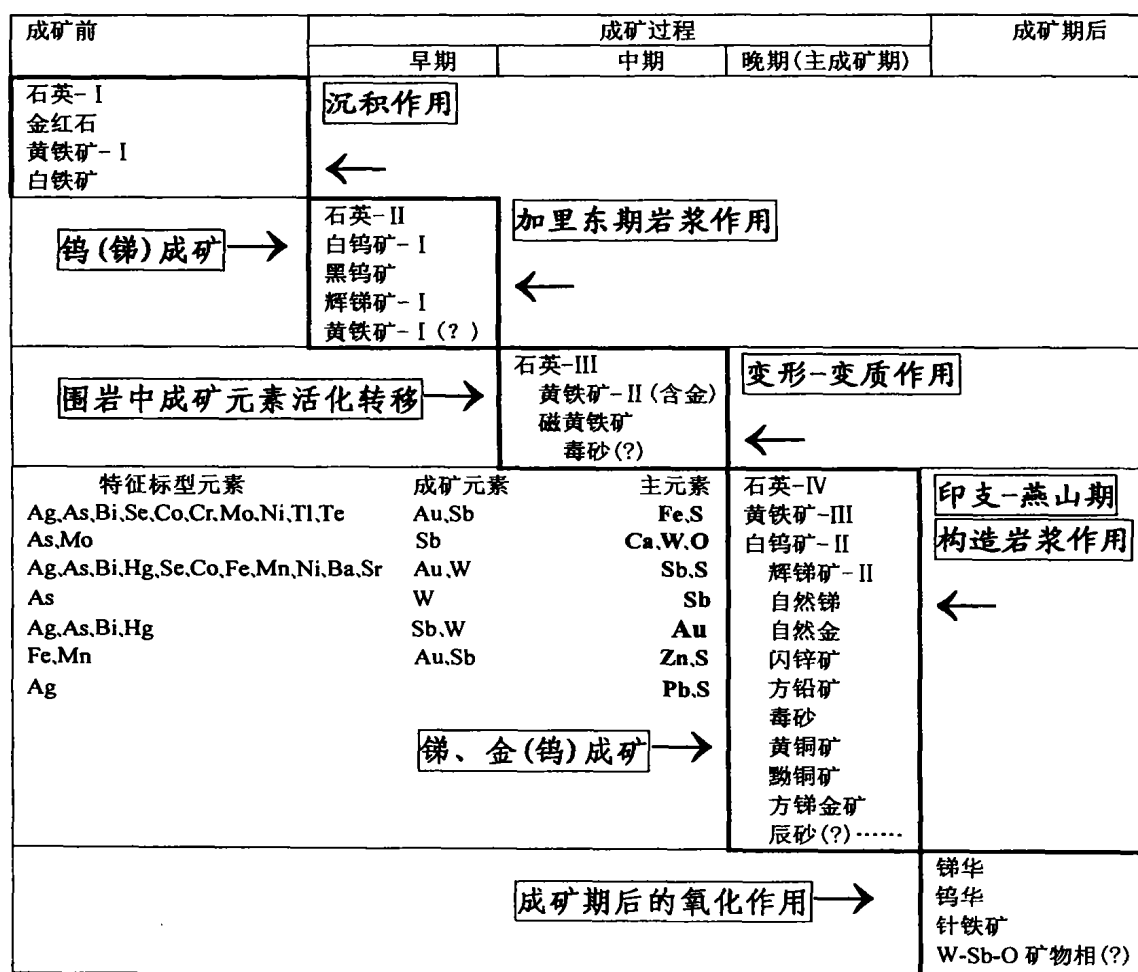 成矿前 成矿过程 成矿期后
早期 中期 晚期(主成矿期)
石英-Ⅰ
金红石
黄铁矿-Ⅰ
白铁矿
沉积作用
←
钨(锑)成矿→
石英-Ⅱ
白钨矿-Ⅰ
黑钨矿
辉锑矿-Ⅰ
黄铁矿-Ⅰ(?)
加里东期岩浆作用
←
围岩中成矿元素活化转移→
石英-Ⅲ
黄铁矿-Ⅱ(含金)
磁黄铁矿
毒砂(?)
变形-变质作用
←
特征标型元素 成矿元素 主元素
Ag、As、Bi、Se、Co、Cr、Mo、Ni、Tl、Te Au、Sb Fe、S
As、Mo Sb Ca、W、O
Ag、As、Bi、Hg、Se、Co、Fe、Mn、Ni、Ba、Sr Au、W Sb、S
As W Sb
Ag、As、Bi、Hg Sb、W Au
Fe、Mn Au、Sb Zn、S
Ag Pb、S
锑、金(钨)成矿→
石英-Ⅳ
黄铁矿-Ⅲ
白钨矿-Ⅱ
辉锑矿-Ⅱ
自然锑
自然金
闪锌矿
方铅矿
毒砂
黄铜矿
黝铜矿
方锑金矿
辰砂(?)……
印支-燕山期
构造岩浆作用
←
成矿期后的氧化作用→
锑华
钨华
针铁矿
W-Sb-O 矿物相(?)